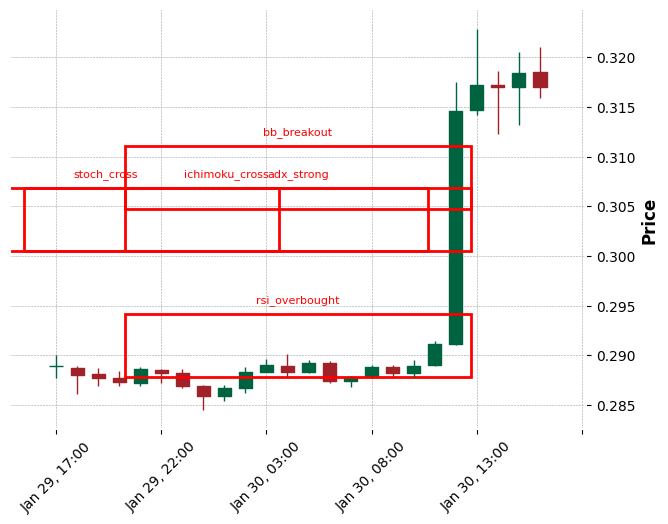 bb_breakout
stoch_cross
ichimoku_cross
adx_strong
rsi_overbought
0.320
0.315
0.310
0.305
0.300
0.295
0.290
0.285
Price
Jan 29, 17:00
Jan 29, 22:00
Jan 30, 03:00
Jan 30, 08:00
Jan 30, 13:00